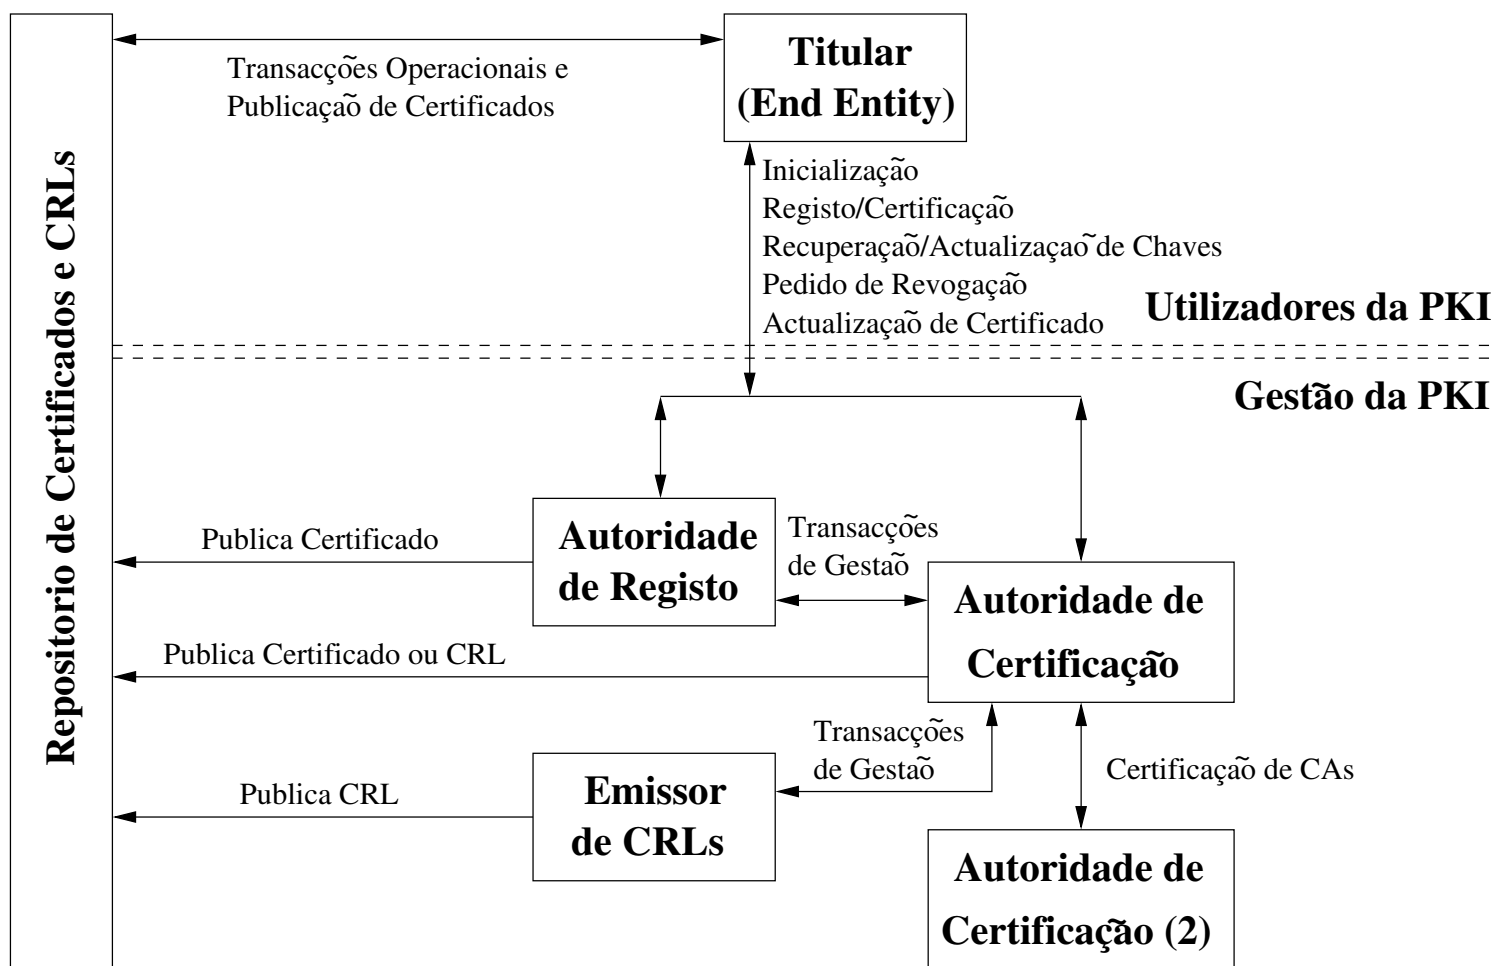 Repositorio de Certificados e CRLs
Titular
(End Entity)
Transacções Operacionais e
Publicação de Certificados
Inicialização
Registo/Certificação
Recuperação/Actualização de Chaves
Pedido de Revogação
Actualização de Certificado
Utilizadores da PKI
Gestão da PKI
Publica Certificado
Autoridade
de Registo
Transacções
de Gestão
Autoridade de
Certificação
Publica Certificado ou CRL
Transacções
de Gestão
Certificação de CAs
Publica CRL
Emissor
de CRLs
Autoridade de
Certificação (2)